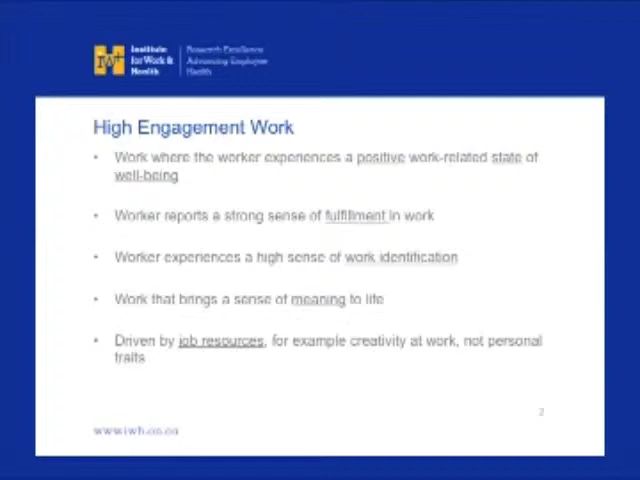 IW+
Institute
for Work &
Health
Research Excellence
Advancing Employee
Health
High Engagement Work
• Work where the worker experiences a positive work-related state of
well-being
• Worker reports a strong sense of fulfillment in work
• Worker experiences a high sense of work identification
• Work that brings a sense of meaning to life
• Driven by job resources, for example creativity at work, not personal
traits
2
www.iwh.on.ca